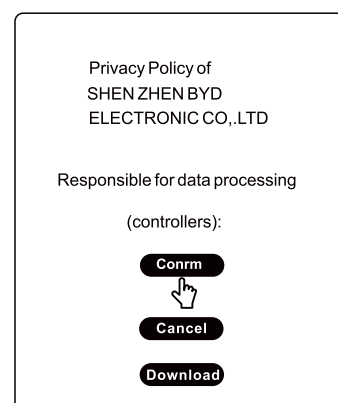 Privacy Policy of
SHEN ZHEN BYD
ELECTRONIC CO,.LTD
Responsible for data processing
(controllers):
Conrm
Cancel
Download